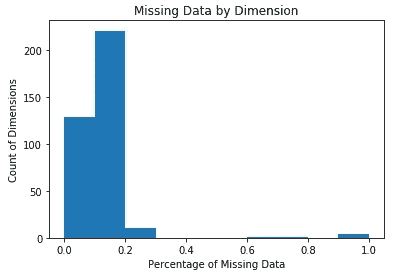 Missing Data by Dimension
200
150
100
50
0
Count of Dimensions
0.0 0.2 0.4 0.6 0.8 1.0
Percentage of Missing Data